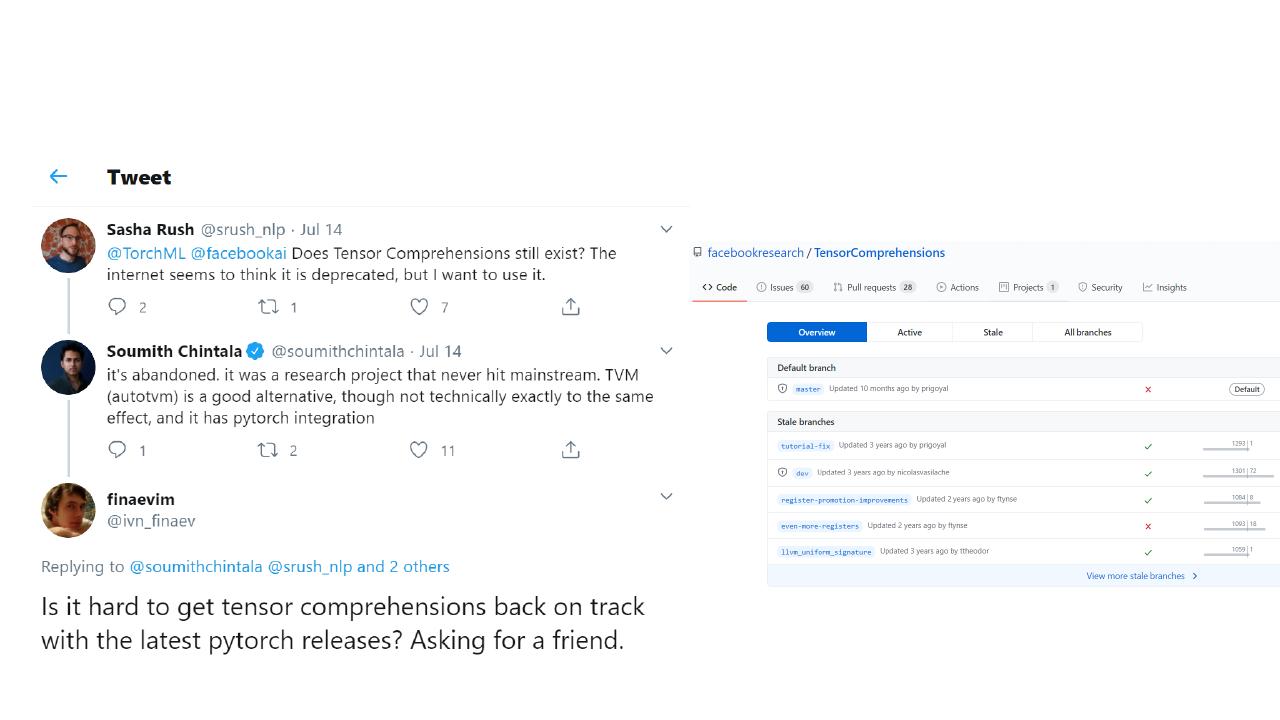 Tweet
Sasha Rush @srush_nlp · Jul 14
@TorchML @facebookai Does Tensor Comprehensions still exist? The
internet seems to think it is deprecated, but I want to use it.
2 1 7
Soumith Chintala @soumithchintala · Jul 14
it's abandoned. it was a research project that never hit mainstream. TVM
(autotvm) is a good alternative, though not technically exactly to the same
effect, and it has pytorch integration
1 2 11
finaevim
@ivn_finaev
Replying to @soumithchintala @srush_nlp and 2 others
Is it hard to get tensor comprehensions back on track
with the latest pytorch releases? Asking for a friend.
facebookresearch / TensorComprehensions
<> Code Issues 60 Pull requests 28 Actions Projects 1 Security Insights
Overview Active Stale All branches
Default branch
master Updated 10 months ago by prigoyal Default
Stale branches
tutorial-fix Updated 3 years ago by prigoyal 1293 | 1
dev Updated 3 years ago by nicolasvasilache 1301 | 72
register-promotion-improvements Updated 2 years ago by ftynse 1084 | 8
even-more-registers Updated 2 years ago by ftynse 1093 | 18
llvm_uniform_signature Updated 3 years ago by ttheodor 1059 | 1
View more stale branches